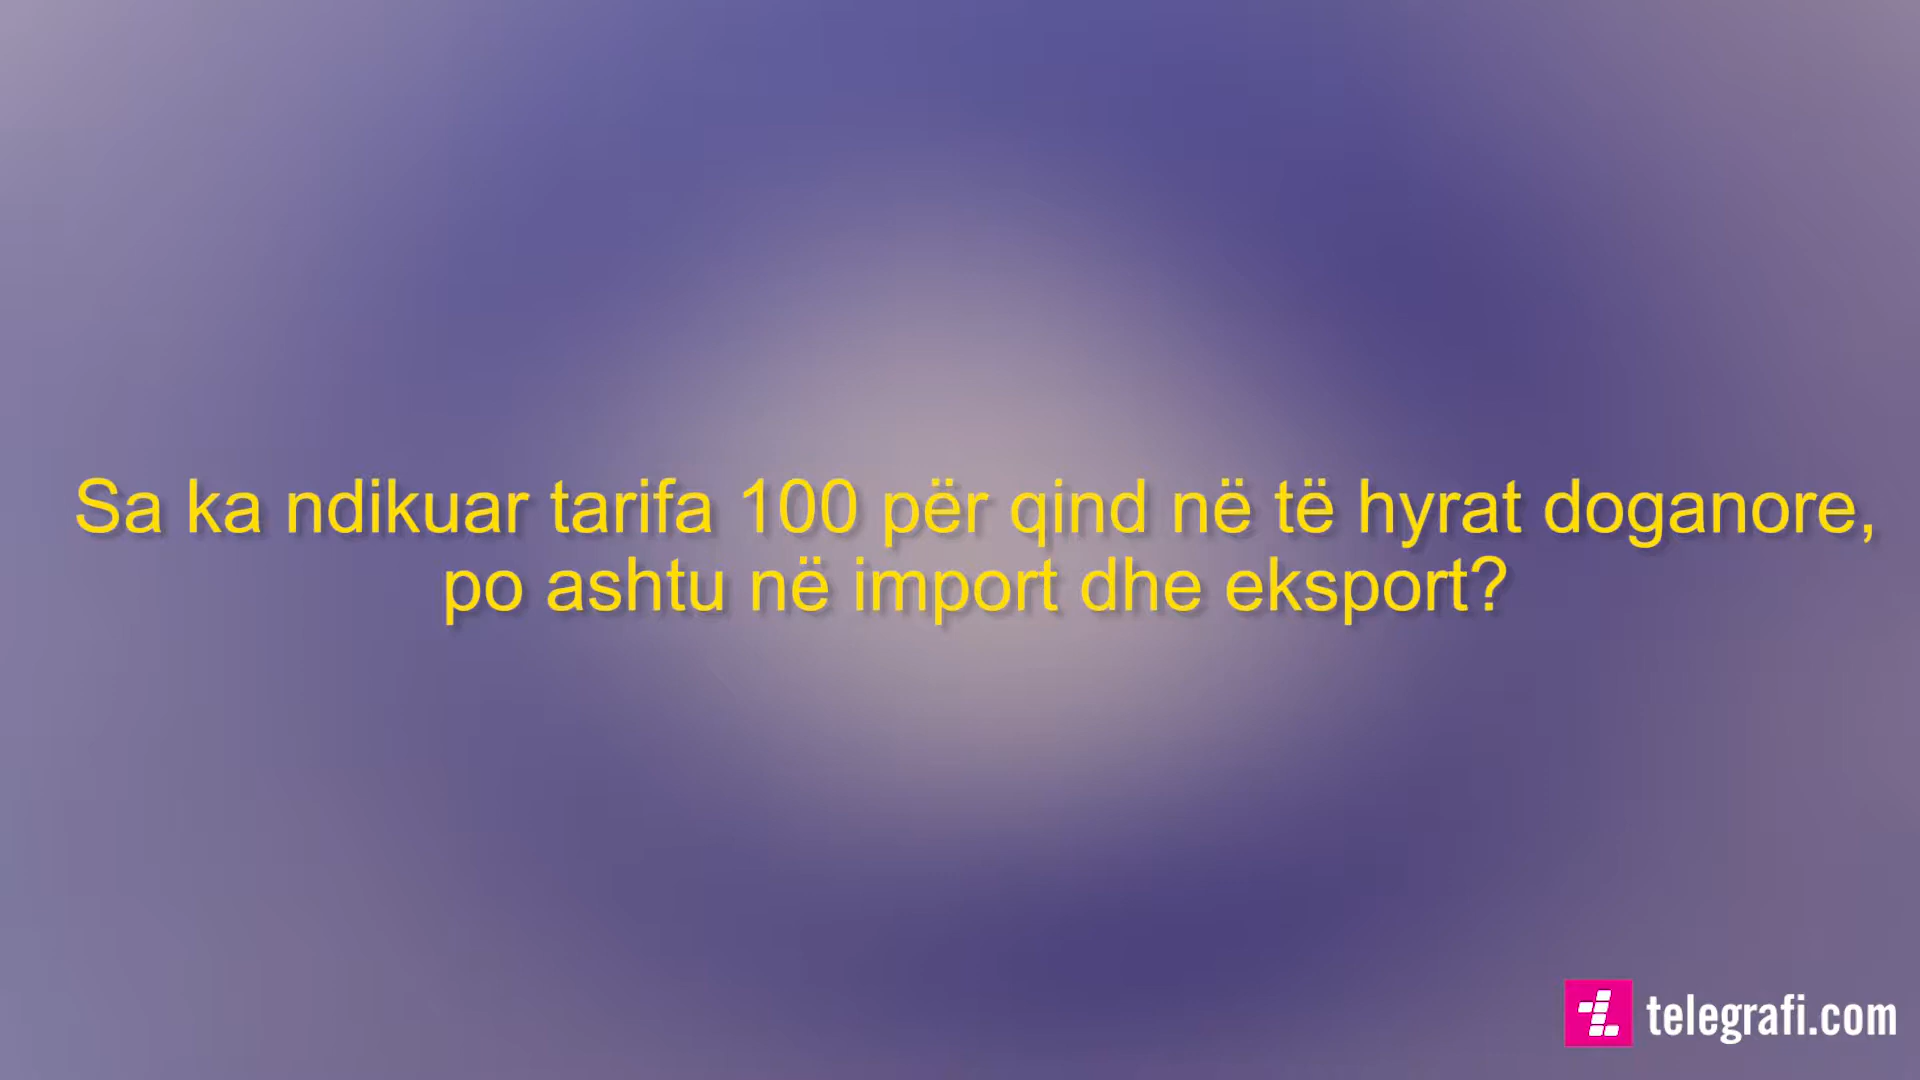 Sa ka ndikuar tarifa 100 për qind në të hyrat doganore,
po ashtu në import dhe eksport?
telegrafi.com